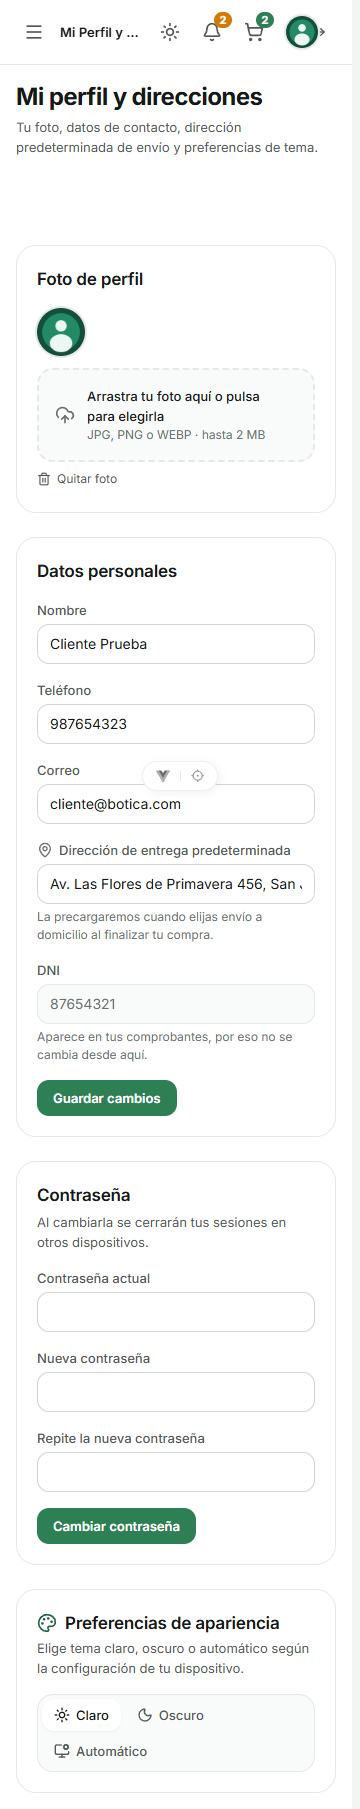 Mi Perfil y ...
2
2
Mi perfil y direcciones
Tu foto, datos de contacto, dirección
predeterminada de envío y preferencias de tema.
Foto de perfil
Arrastra tu foto aquí o pulsa
para elegirla
JPG, PNG o WEBP · hasta 2 MB
Quitar foto
Datos personales
Nombre
Cliente Prueba
Teléfono
987654323
Correo
cliente@botica.com
Dirección de entrega predeterminada
Av. Las Flores de Primavera 456, San
La precargaremos cuando elijas envío a
domicilio al finalizar tu compra.
DNI
87654321
Aparece en tus comprobantes, por eso no se
cambia desde aquí.
Guardar cambios
Contraseña
Al cambiarla se cerrarán tus sesiones en
otros dispositivos.
Contraseña actual
Nueva contraseña
Repite la nueva contraseña
Cambiar contraseña
Preferencias de apariencia
Elige tema claro, oscuro o automático según
la configuración de tu dispositivo.
Claro
Oscuro
Automático